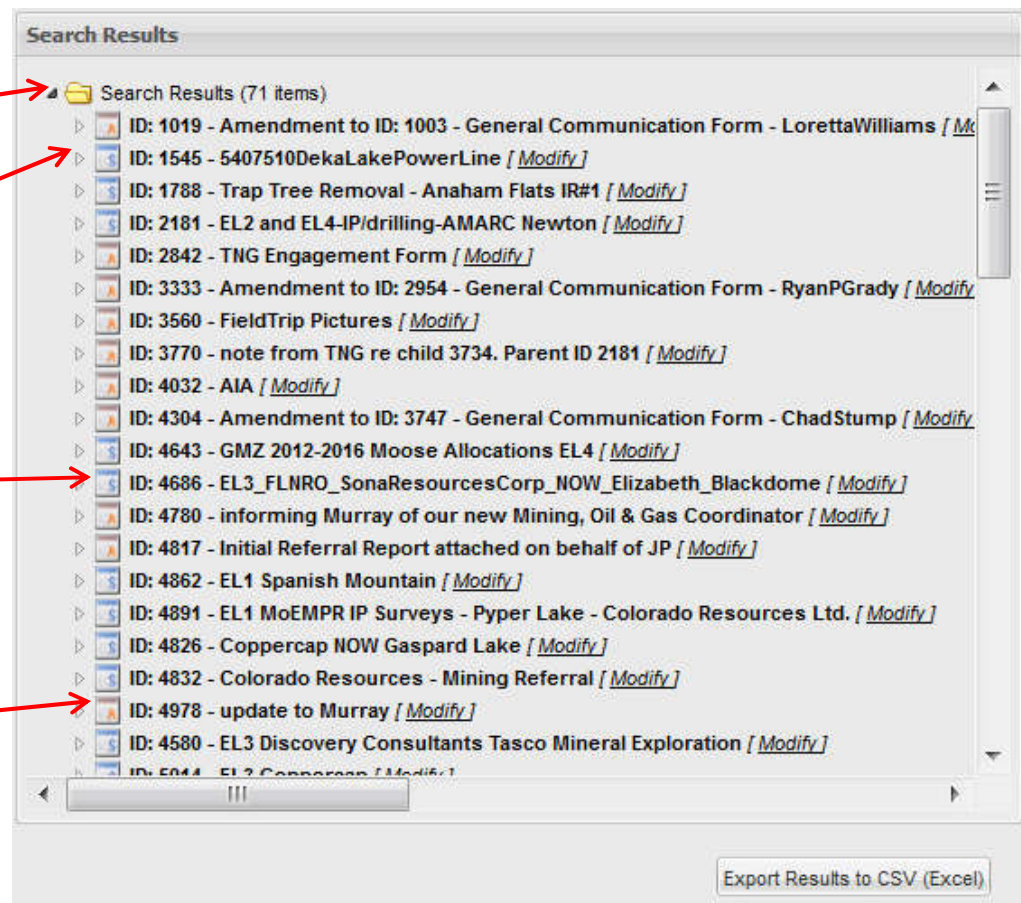 Search Results
Search Results (71 items)
ID: 1019 - Amendment to ID: 1003 - General Communication Form - LorettaWilliams [ Mo
ID: 1545 - 5407510DekaLakePowerLine [ Modify ]
ID: 1788 - Trap Tree Removal - Anaham Flats IR#1 [ Modify ]
ID: 2181 - EL2 and EL4-IP/drilling-AMARC Newton [ Modify ]
ID: 2842 - TNG Engagement Form [ Modify ]
ID: 3333 - Amendment to ID: 2954 - General Communication Form - RyanPGrady [ Modify
ID: 3560 - FieldTrip Pictures [ Modify ]
ID: 3770 - note from TNG re child 3734. Parent ID 2181 [ Modify ]
ID: 4032 - AIA [ Modify ]
ID: 4304 - Amendment to ID: 3747 - General Communication Form - ChadStump [ Modify
ID: 4643 - GMZ 2012-2016 Moose Allocations EL4 [ Modify ]
ID: 4686 - EL3_FLNRO_SonaResourcesCorp_NOW_Elizabeth_Blackdome [ Modify ]
ID: 4780 - informing Murray of our new Mining, Oil & Gas Coordinator [ Modify ]
ID: 4817 - Initial Referral Report attached on behalf of JP [ Modify ]
ID: 4862 - EL1 Spanish Mountain [ Modify ]
ID: 4891 - EL1 MoEMPR IP Surveys - Pyper Lake - Colorado Resources Ltd. [ Modify ]
ID: 4826 - Coppercap NOW Gaspard Lake [ Modify ]
ID: 4832 - Colorado Resources - Mining Referral [ Modify ]
ID: 4978 - update to Murray [ Modify ]
ID: 4580 - EL3 Discovery Consultants Tasco Mineral Exploration [ Modify ]
Export Results to CSV (Excel)